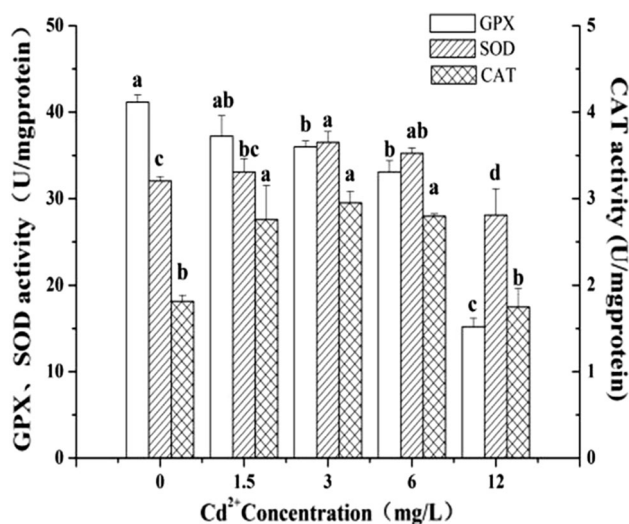 GPX、SOD activity（U/mgprotein）
50
40
30
20
10
0
GPX
SOD
CAT
a
c
b
ab
bc
a
b
a
a
b
ab
a
c
d
b
0
1.5
3
6
12
Cd²⁺Concentration（mg/L）
5
4
3
2
1
0
CAT activity (U/mgprotein)